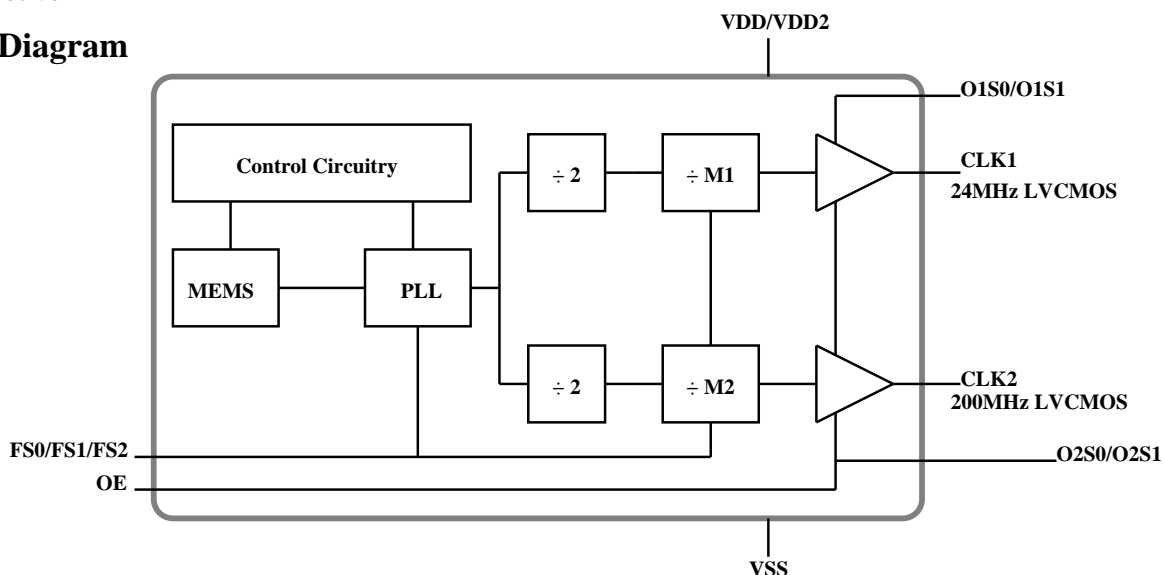 VDD/VDD2
Diagram
O1S0/O1S1
Control Circuitry
÷ 2
÷ M1
CLK1
24MHz LVCMOS
MEMS
PLL
÷ 2
÷ M2
CLK2
200MHz LVCMOS
FS0/FS1/FS2
O2S0/O2S1
OE
VSS